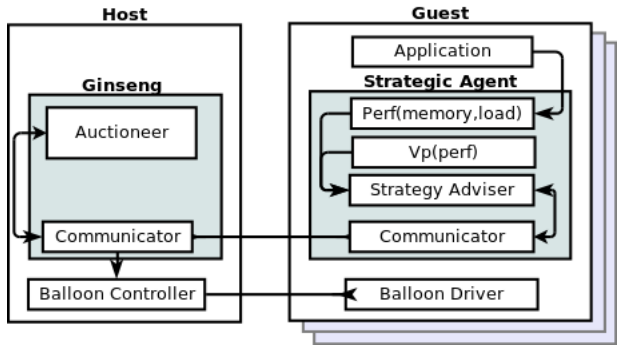 Host
Ginseng
Auctioneer
Communicator
Balloon Controller
Guest
Application
Strategic Agent
Perf(memory,load)
Vp(perf)
Strategy Adviser
Communicator
Balloon Driver